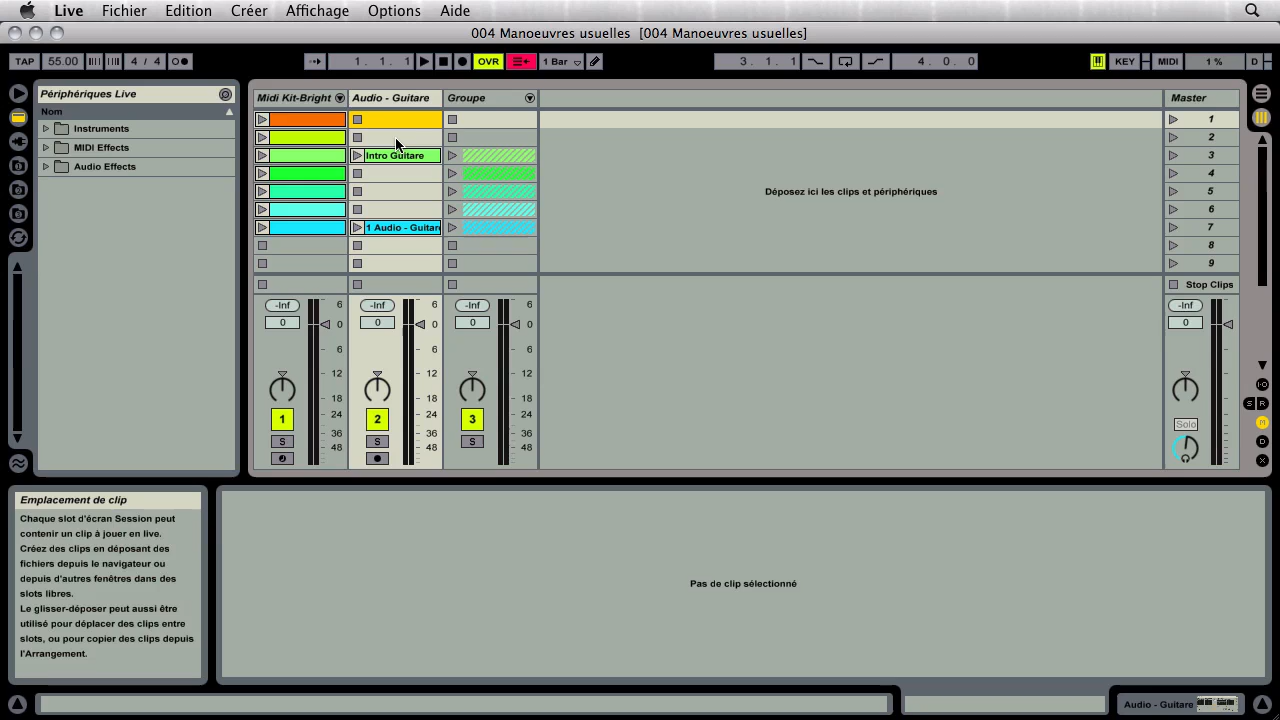 Live Fichier Edition Créer Affichage Options Aide
004 Manoeuvres usuelles [004 Manoeuvres usuelles]
TAP 55.00 4 / 4 1. 1. 1 OVR 1 Bar 3. 1. 1 4. 0. 0 KEY MIDI 1 % D
Périphériques Live
Nom
Instruments
MIDI Effects
Audio Effects
Midi Kit-Bright Audio - Guitare Groupe Master
1
2
Intro Guitare 3
4
Déposez ici les clips et périphériques 5
6
1 Audio - Guitare 7
8
9
Stop Clips
-Inf 6 -Inf 6 -Inf 6 -Inf
0 0 0 0 0 0 0
6 6 6
12 12 12
18 18 18
1 24 2 24 3 24 Solo
S 36 S 36 S 36
48 48 48
S R
M
D
X
Emplacement de clip
Chaque slot d'écran Session peut
contenir un clip à jouer en live.
Créez des clips en déposant des
fichiers depuis le navigateur ou
depuis d'autres fenêtres dans des
slots libres.
Le glisser-déposer peut aussi être
utilisé pour déplacer des clips entre
slots, ou pour copier des clips depuis
l'Arrangement.
Pas de clip sélectionné
Audio - Guitare